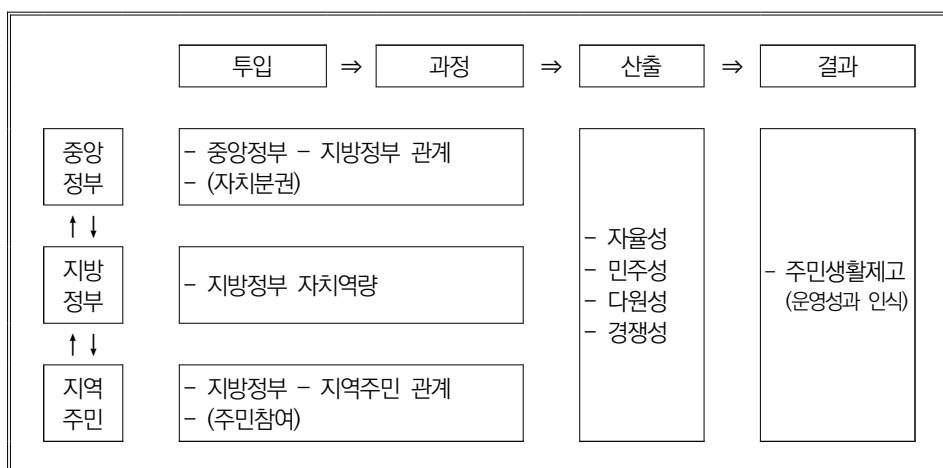 투입 ⇒ 과정 ⇒ 산출 ⇒ 결과
중앙
정부
- 중앙정부 - 지방정부 관계
- (자치분권)
↑↓
지방
정부
- 지방정부 자치역량
↑↓
지역
주민
- 지방정부 - 지역주민 관계
- (주민참여)
- 자율성
- 민주성
- 다원성
- 경쟁성
- 주민생활제고
(운영성과 인식)